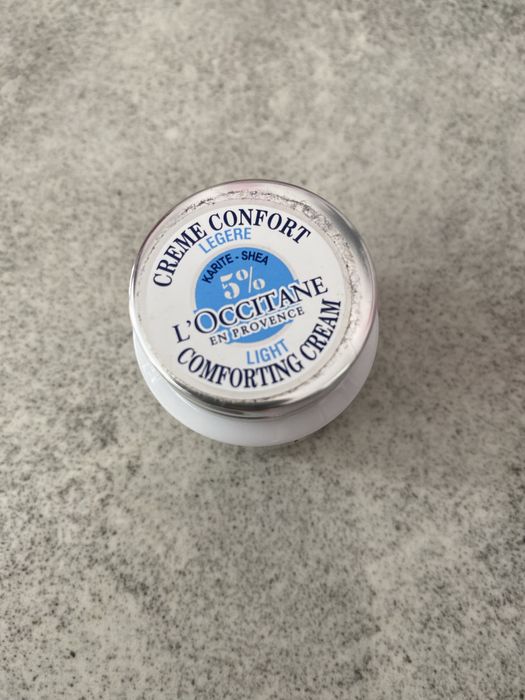 CREME CONFORT
LEGERE
KARITE - SHEA
5%
L'OCCITANE
EN PROVENCE
LIGHT
COMFORTING CREAM